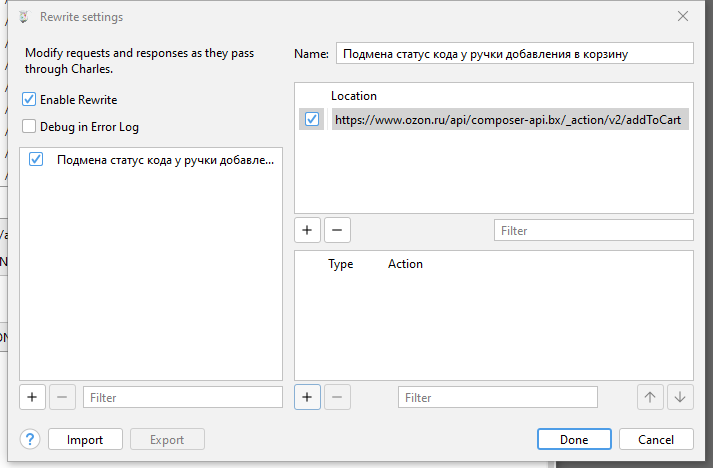 Rewrite settings
Modify requests and responses as they pass
through Charles.
Enable Rewrite
Debug in Error Log
Подмена статус кода у ручки добавле...
Filter
Name: Подмена статус кода у ручки добавления в корзину
Location
https://www.ozon.ru/api/composer-api.bx/_action/v2/addToCart
Filter
Type Action
Filter
? Import Export
Done Cancel